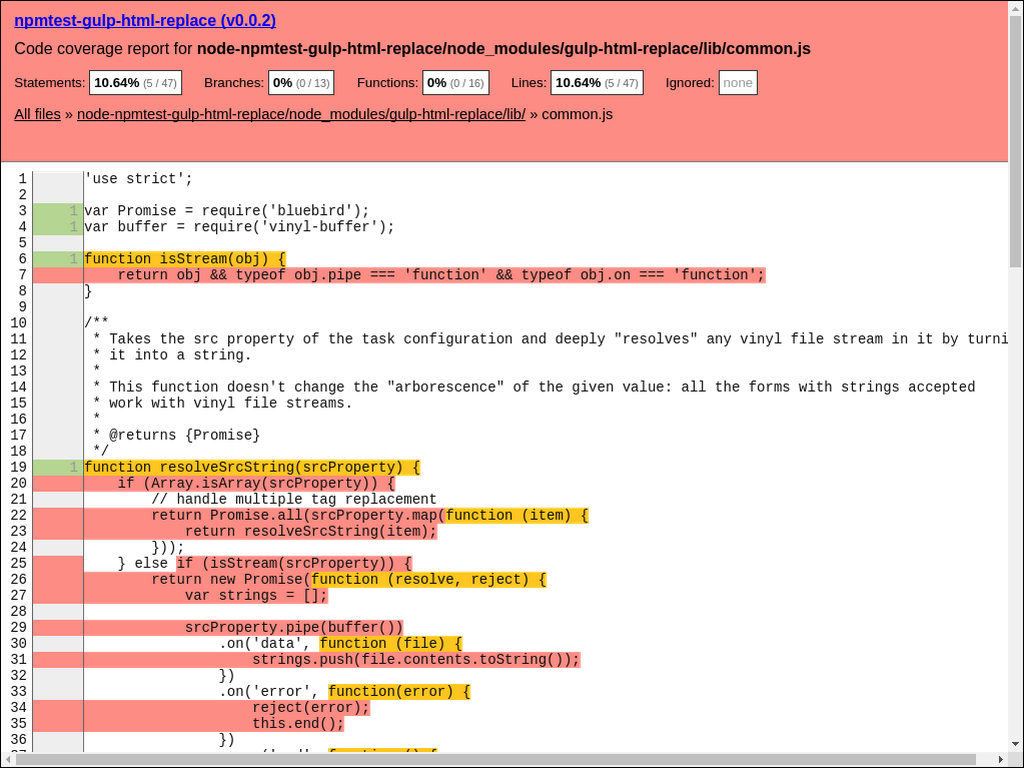 npmtest-gulp-html-replace (v0.0.2)
Code coverage report for node-npmtest-gulp-html-replace/node_modules/gulp-html-replace/lib/common.js
Statements: 10.64% (5 / 47) Branches: 0% (0 / 13) Functions: 0% (0 / 16) Lines: 10.64% (5 / 47) Ignored: none
All files » node-npmtest-gulp-html-replace/node_modules/gulp-html-replace/lib/ » common.js
1 'use strict';
2
3 1 var Promise = require('bluebird');
4 1 var buffer = require('vinyl-buffer');
5
6 1 function isStream(obj) {
7 return obj && typeof obj.pipe === 'function' && typeof obj.on === 'function';
8 }
9
10 /**
11 * Takes the src property of the task configuration and deeply "resolves" any vinyl file stream in it by turni
12 * it into a string.
13 *
14 * This function doesn't change the "arborescence" of the given value: all the forms with strings accepted
15 * work with vinyl file streams.
16 *
17 * @returns {Promise}
18 */
19 1 function resolveSrcString(srcProperty) {
20 if (Array.isArray(srcProperty)) {
21 // handle multiple tag replacement
22 return Promise.all(srcProperty.map(function (item) {
23 return resolveSrcString(item);
24 }));
25 } else if (isStream(srcProperty)) {
26 return new Promise(function (resolve, reject) {
27 var strings = [];
28
29 srcProperty.pipe(buffer())
30 .on('data', function (file) {
31 strings.push(file.contents.toString());
32 })
33 .on('error', function(error) {
34 reject(error);
35 this.end();
36 })